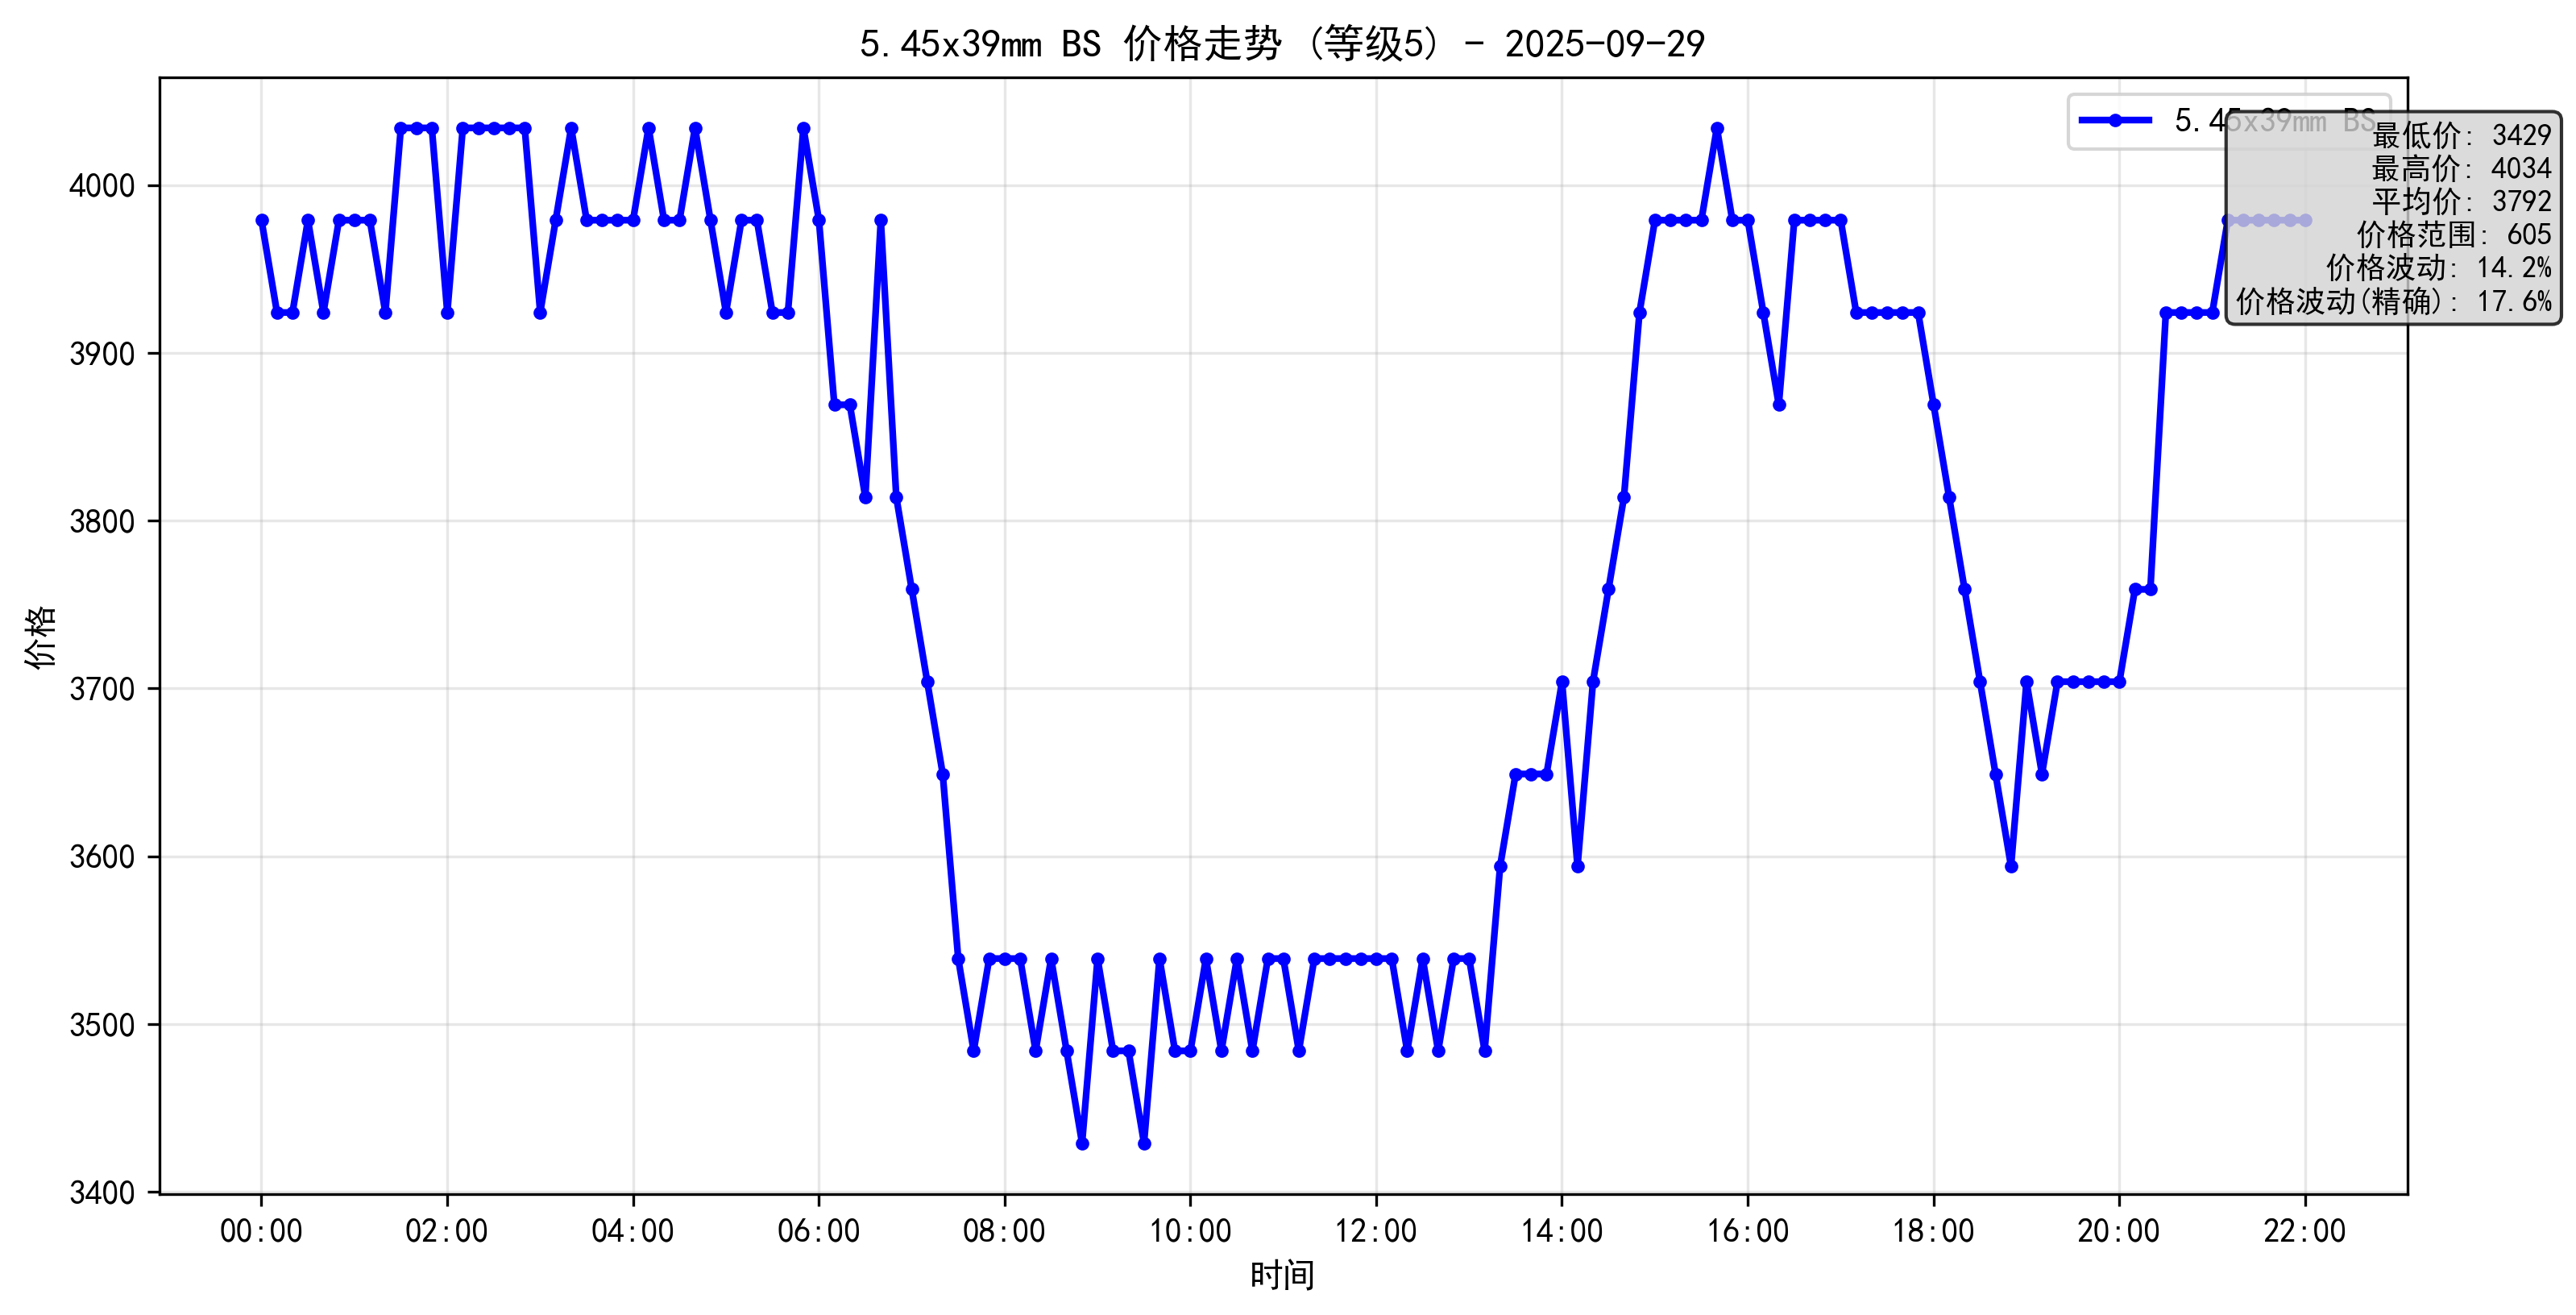 5.45x39mm BS 价格走势 (等级5) - 2025-09-29
5.45x39mm BS
最低价: 3429
最高价: 4034
平均价: 3792
价格范围: 605
价格波动: 14.2%
价格波动(精确): 17.6%
价格
4000
3900
3800
3700
3600
3500
3400
00:00 02:00 04:00 06:00 08:00 10:00 12:00 14:00 16:00 18:00 20:00 22:00
时间